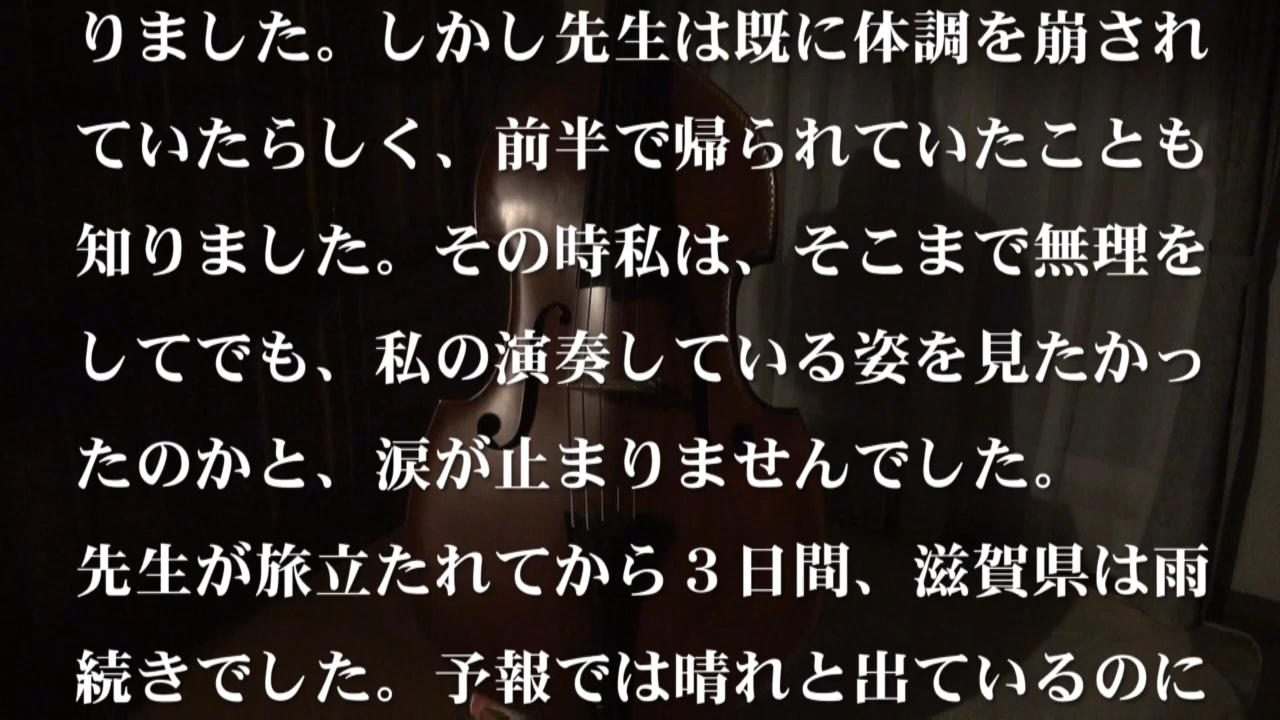 りました。しかし先生は既に体調を崩され
ていたらしく、前半で帰られていたことも
知りました。その時私は、そこまで無理を
してでも、私の演奏している姿を見たかっ
たのかと、涙が止まりませんでした。
先生が旅立たれてから３日間、滋賀県は雨
続きでした。予報では晴れと出ているのに